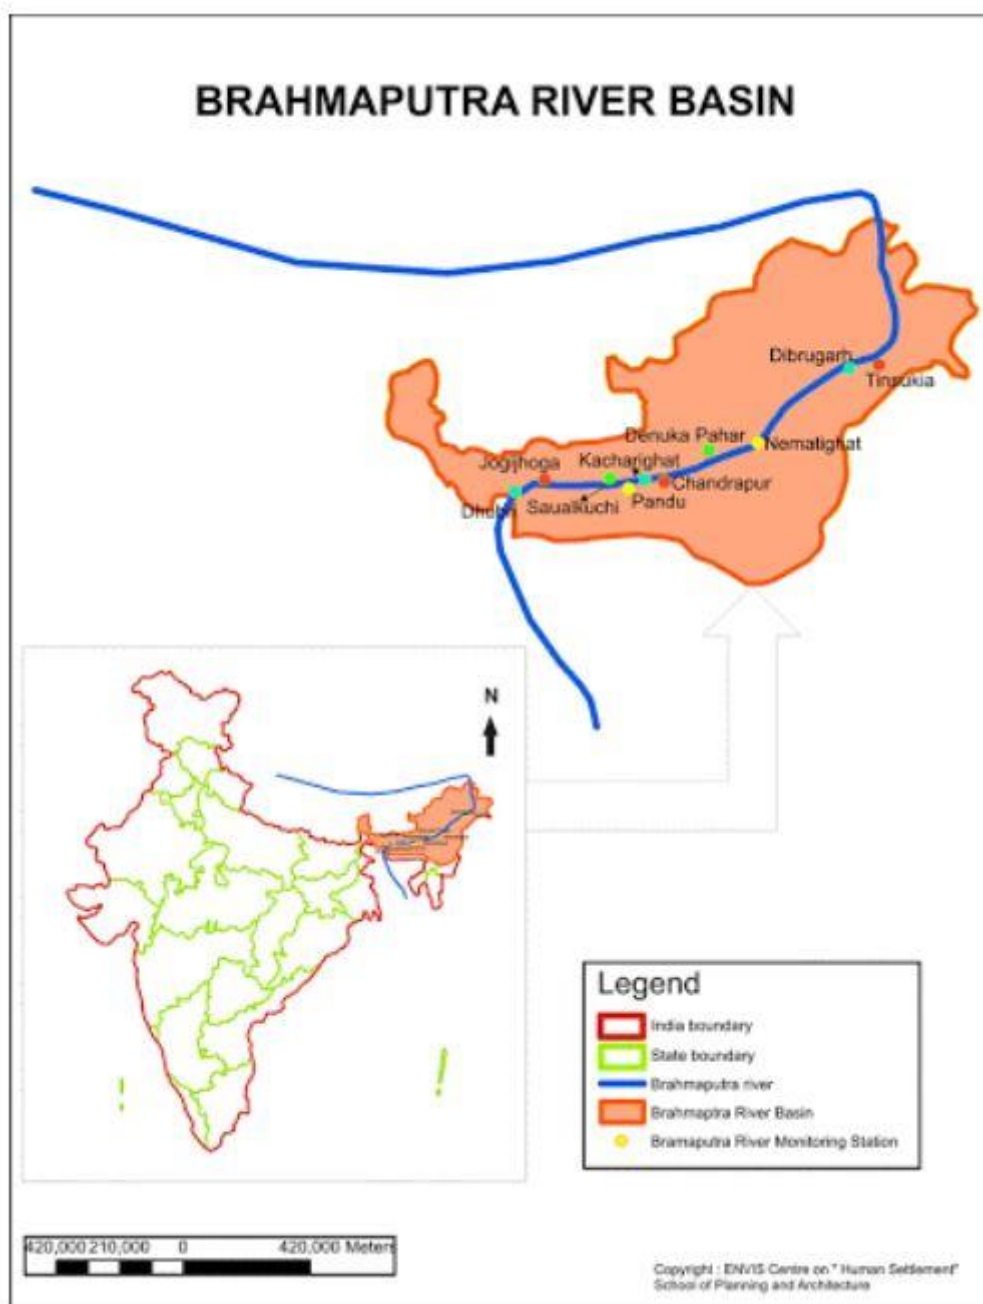 BRAHMAPUTRA RIVER BASIN
Dibrugarh
Tinsukia
Denuka Pahar
Nematighat
Jogijhoga
Kacharighat
Chandrapur
Dhubri
Saualkuchi
Pandu
N
Legend
India boundary
State boundary
Brahmaputra river
Brahmaptra River Basin
Bramaputra River Monitoring Station
420,000 210,000 0 420,000 Meters
Copyright : ENVIS Centre on " Human Settlement"
School of Planning and Architecture